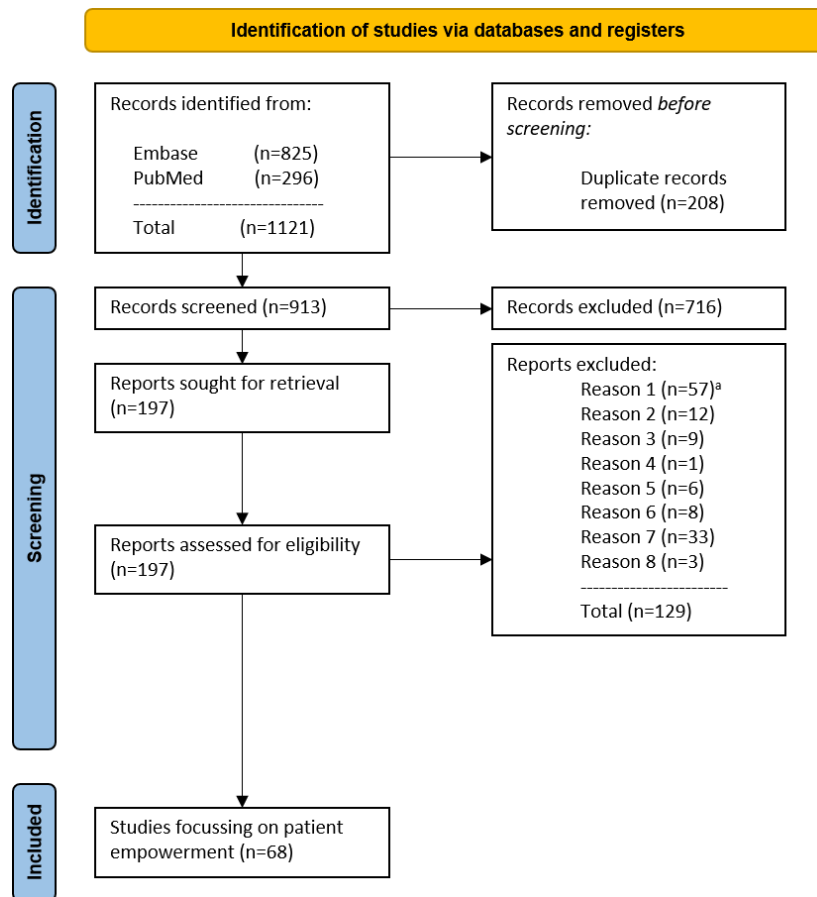 Identification of studies via databases and registers
Identification
Records identified from:
Embase (n=825)
PubMed (n=296)
--------------------------------
Total (n=1121)
Records removed before
screening:
Duplicate records
removed (n=208)
Screening
Records screened (n=913)
Records excluded (n=716)
Reports sought for retrieval
(n=197)
Reports excluded:
Reason 1 (n=57)ᵃ
Reason 2 (n=12)
Reason 3 (n=9)
Reason 4 (n=1)
Reason 5 (n=6)
Reason 6 (n=8)
Reason 7 (n=33)
Reason 8 (n=3)
------------------------
Total (n=129)
Reports assessed for eligibility
(n=197)
Included
Studies focussing on patient
empowerment (n=68)